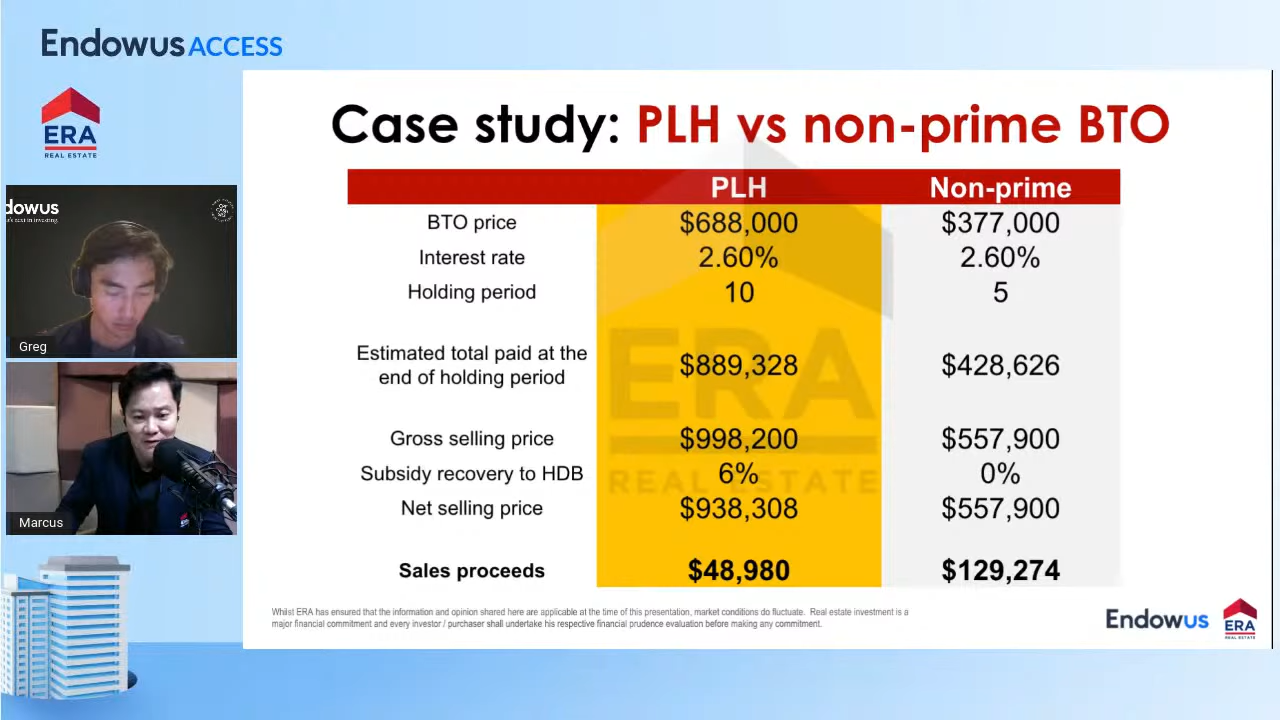 Endowus ACCESS
ERA
REAL ESTATE
dowus
's next in investing.
Greg
Marcus
Case study: PLH vs non-prime BTO
PLH Non-prime
BTO price $688,000 $377,000
Interest rate 2.60% 2.60%
Holding period 10 5
Estimated total paid at the
end of holding period $889,328 $428,626
Gross selling price $998,200 $557,900
Subsidy recovery to HDB 6% 0%
Net selling price $938,308 $557,900
Sales proceeds $48,980 $129,274
ERA
REAL ESTATE
Whilst ERA has ensured that the information and opinion shared here are applicable at the time of this presentation, market conditions do fluctuate. Real estate investment is a
major financial commitment and every investor / purchaser shall undertake his respective financial prudence evaluation before making any commitment.
Endowus
ERA
REAL ESTATE